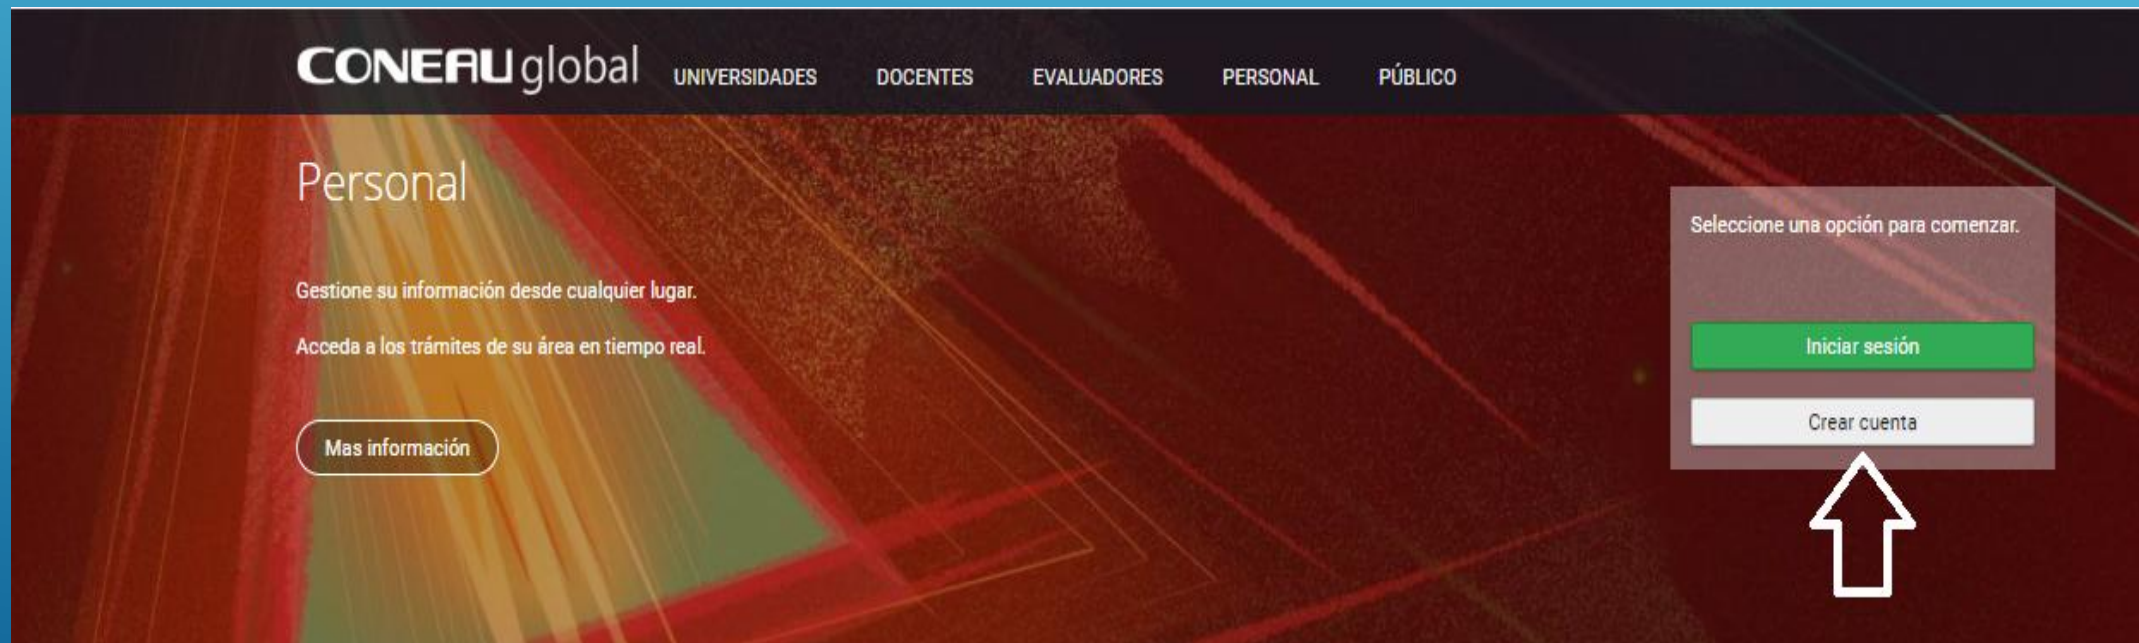 CONEAU global
UNIVERSIDADES DOCENTES EVALUADORES PERSONAL PÚBLICO
Personal
Gestione su información desde cualquier lugar.
Acceda a los trámites de su área en tiempo real.
Mas información
Seleccione una opción para comenzar.
Iniciar sesión
Crear cuenta